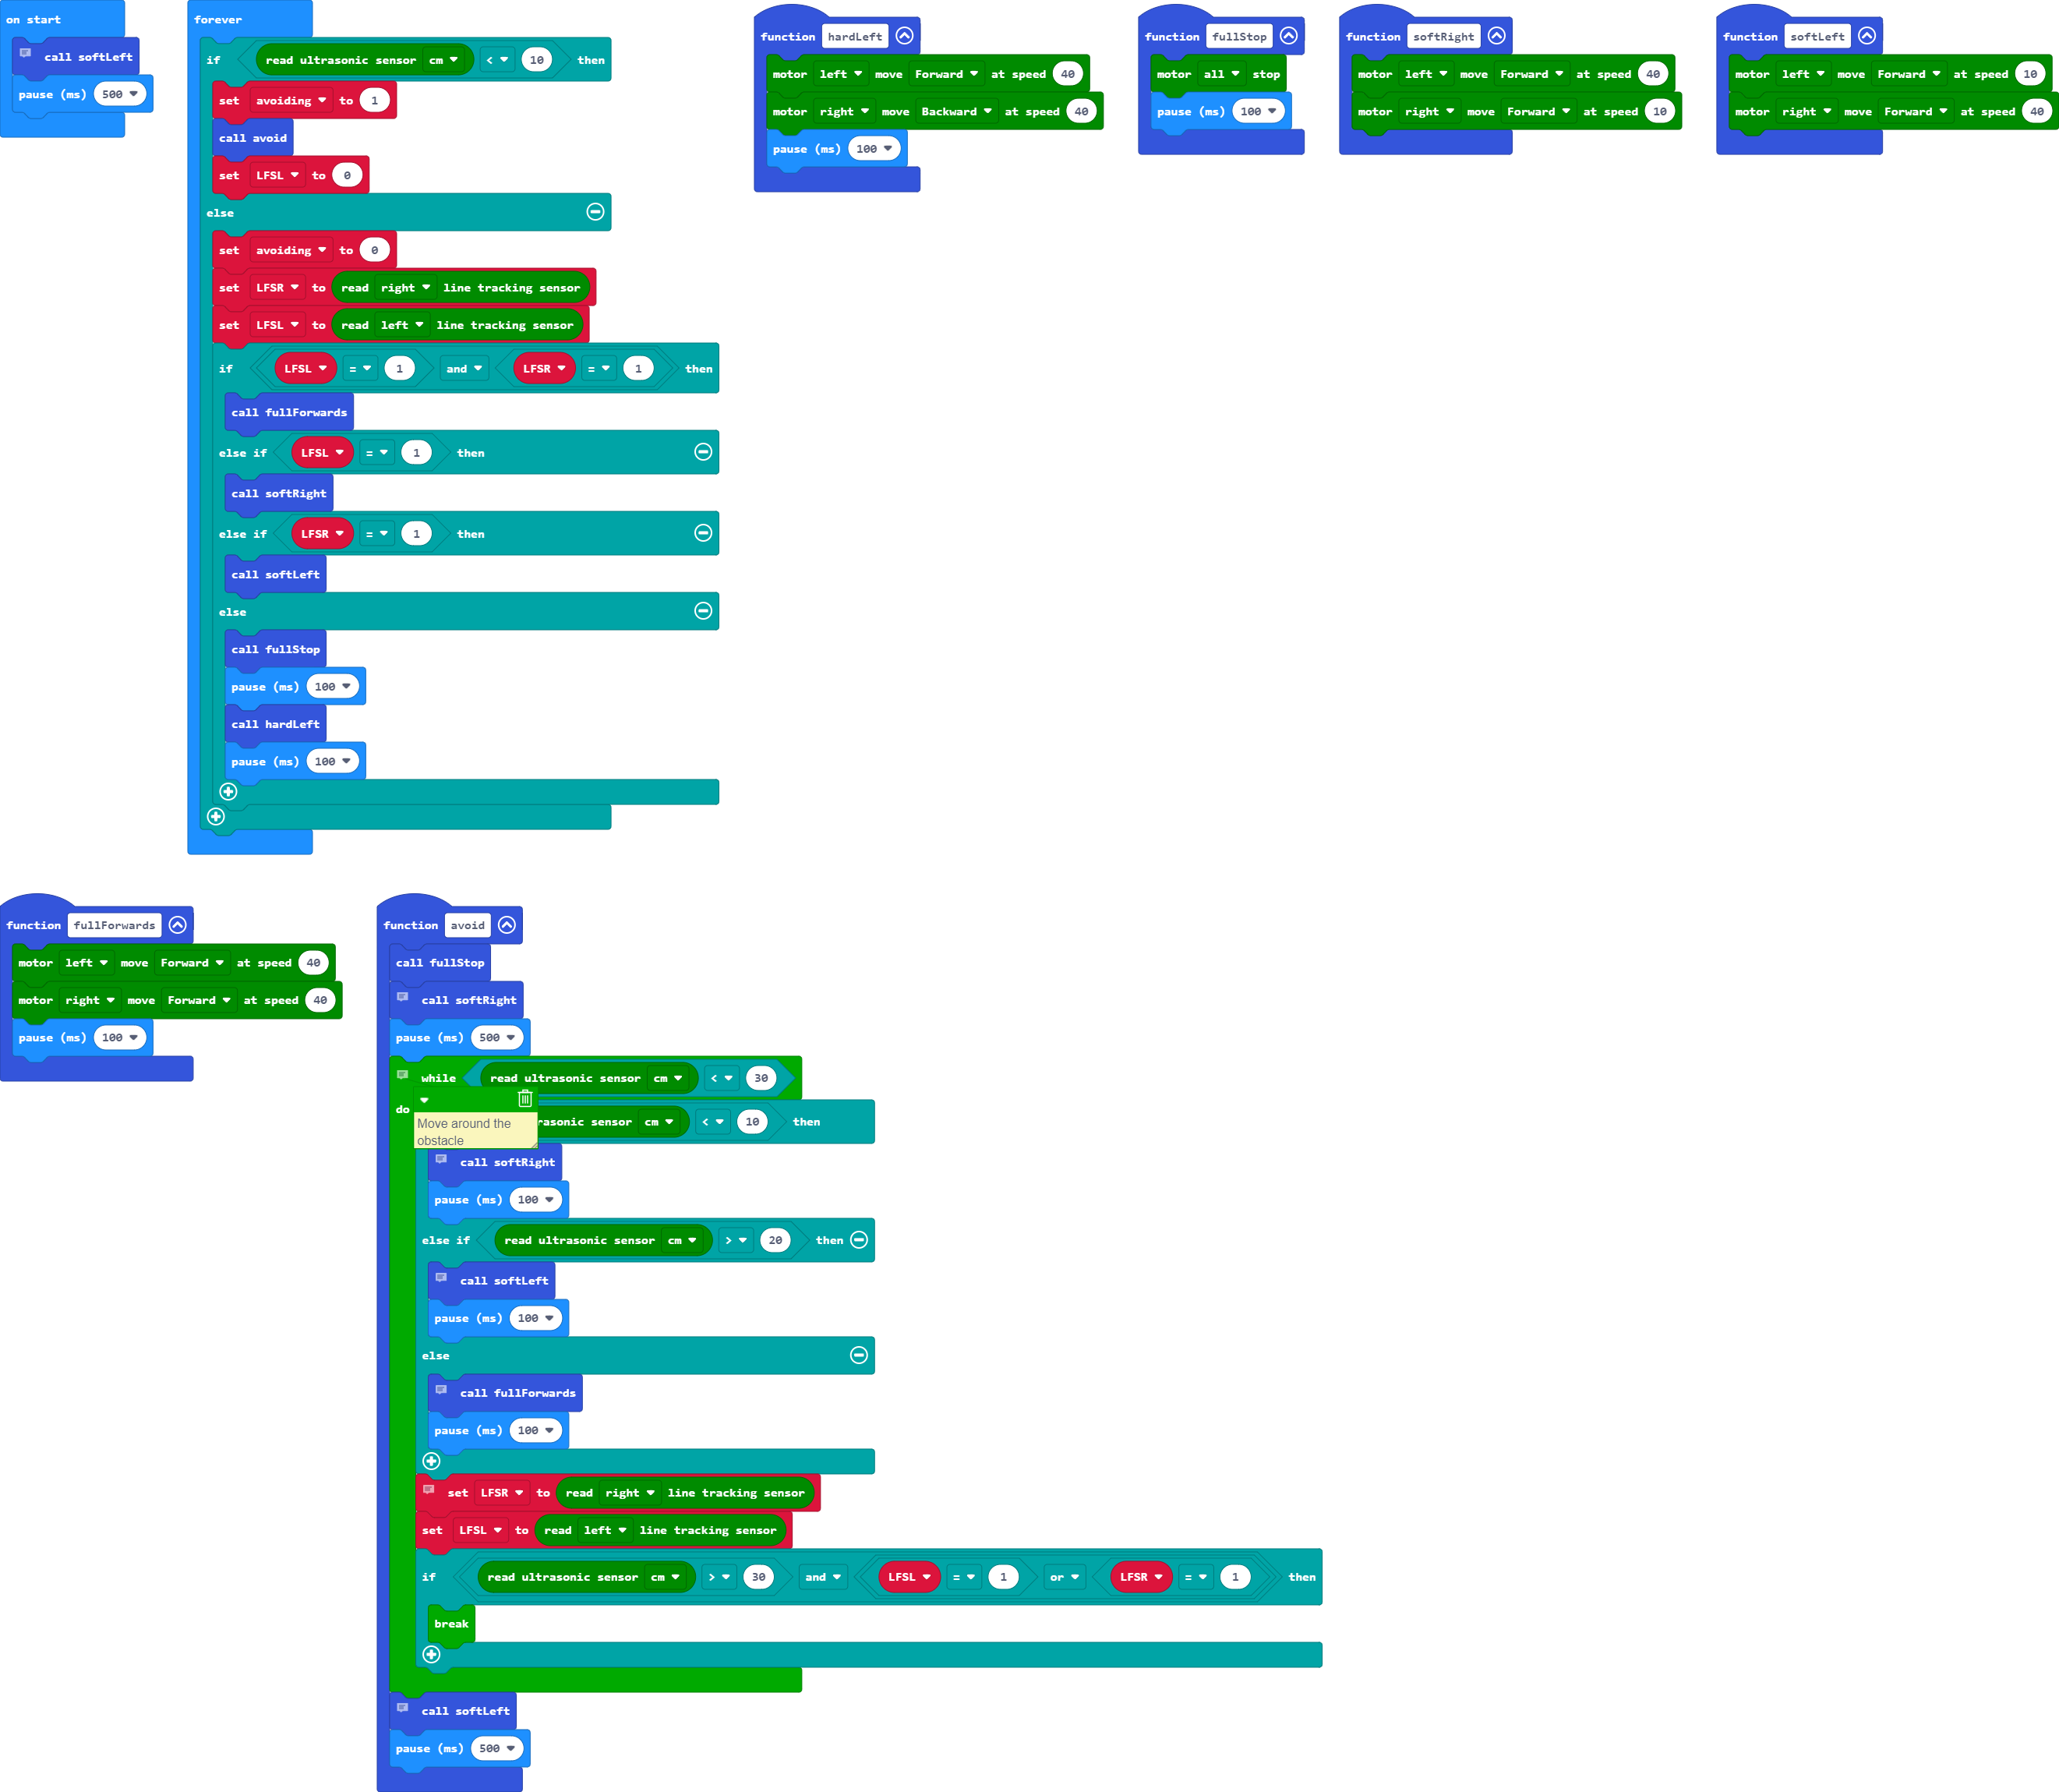 on start
call softLeft
pause (ms) 500
forever
if read ultrasonic sensor cm < 10 then
set avoiding to 1
call avoid
set LFSL to 0
else
set avoiding to 0
set LFSR to read right line tracking sensor
set LFSL to read left line tracking sensor
if LFSL = 1 and LFSR = 1 then
call fullForwards
else if LFSL = 1 then
call softRight
else if LFSR = 1 then
call softLeft
else
call fullStop
pause (ms) 100
call hardLeft
pause (ms) 100
function hardLeft
motor left move Forward at speed 40
motor right move Backward at speed 40
pause (ms) 100
function fullStop
motor all stop
pause (ms) 100
function softRight
motor left move Forward at speed 40
motor right move Forward at speed 10
function softLeft
motor left move Forward at speed 10
motor right move Forward at speed 40
function fullForwards
motor left move Forward at speed 40
motor right move Forward at speed 40
pause (ms) 100
function avoid
call fullStop
call softRight
pause (ms) 500
while read ultrasonic sensor cm < 30
do
Move around the
obstacle
sensor cm < 10 then
call softRight
pause (ms) 100
else if read ultrasonic sensor cm > 20 then
call softLeft
pause (ms) 100
else
call fullForwards
pause (ms) 100
set LFSR to read right line tracking sensor
set LFSL to read left line tracking sensor
if read ultrasonic sensor cm > 30 and LFSL = 1 or LFSR = 1 then
break
call softLeft
pause (ms) 500